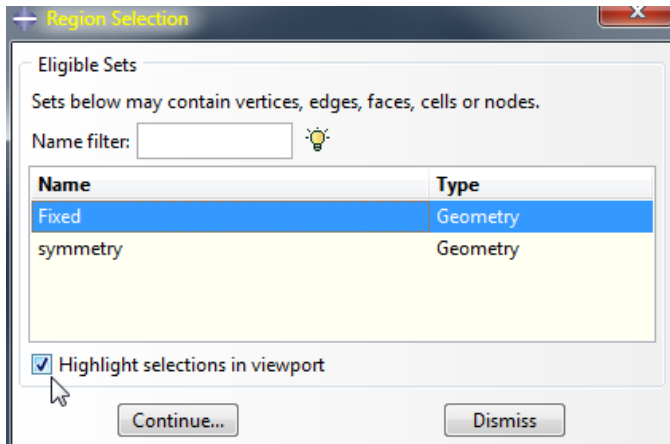 Region Selection
Eligible Sets
Sets below may contain vertices, edges, faces, cells or nodes.
Name filter:
Name Type
Fixed Geometry
symmetry Geometry
Highlight selections in viewport
Continue... Dismiss